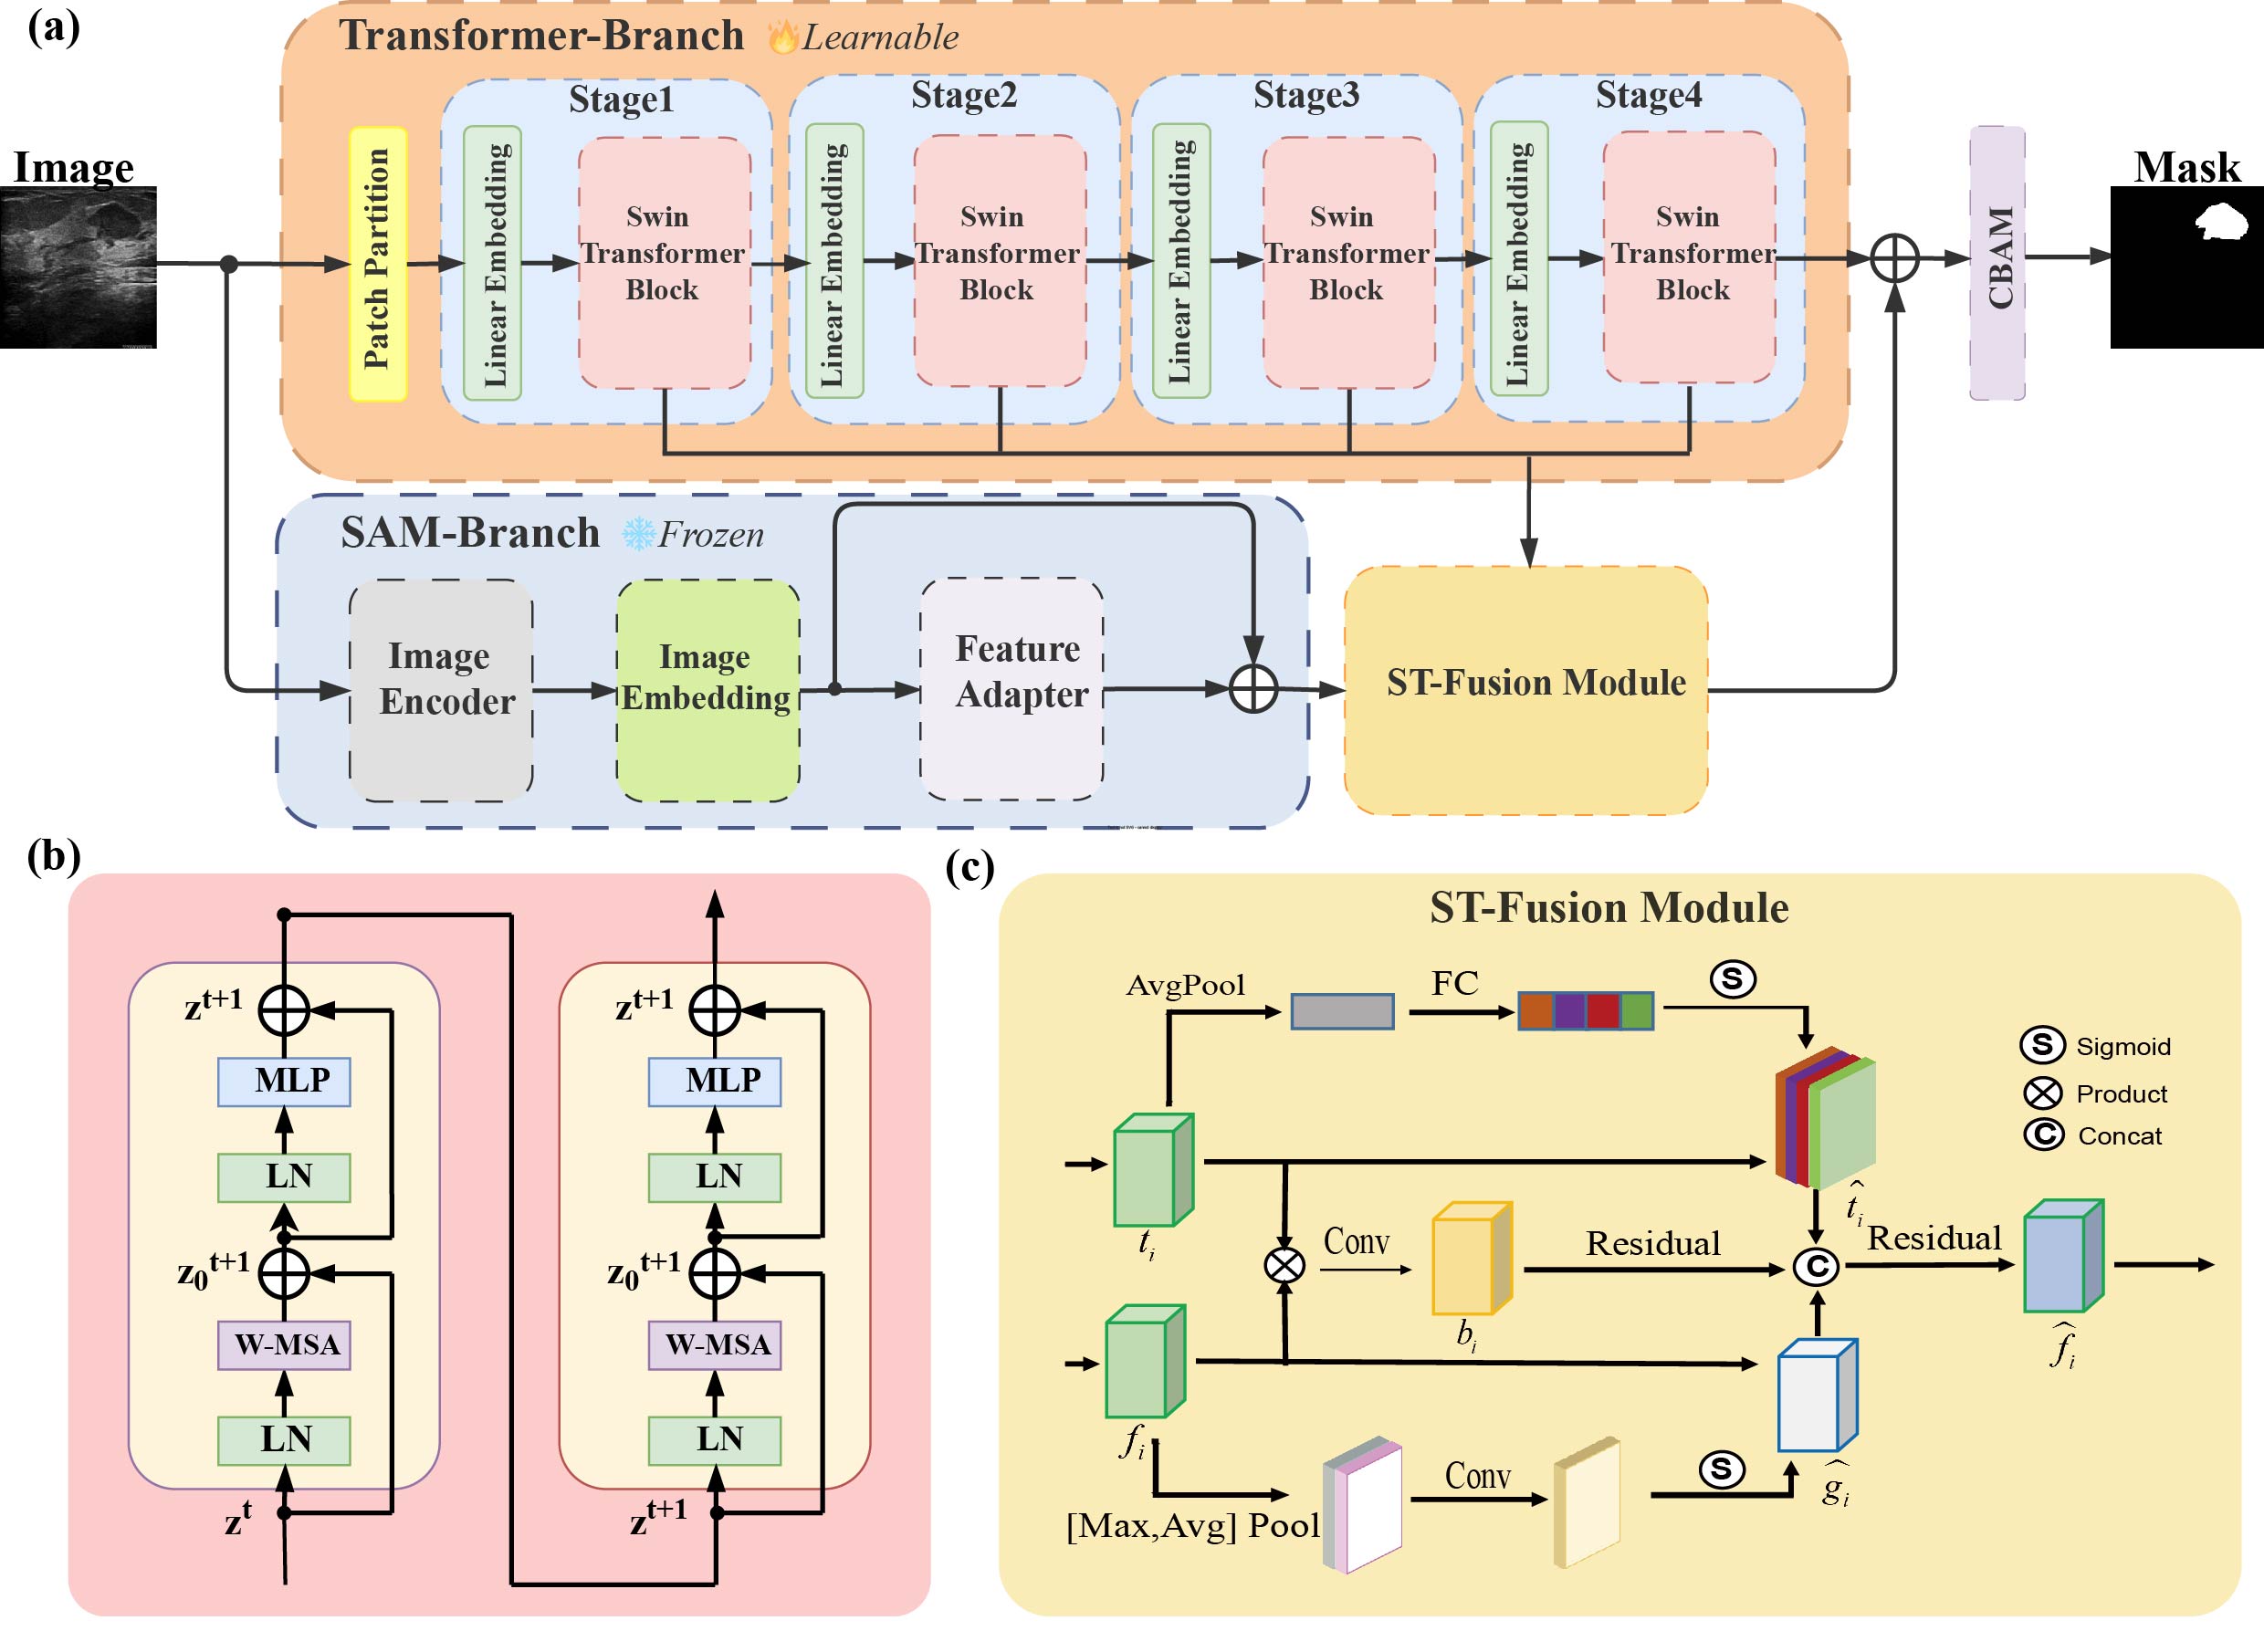 (a)
Transformer-Branch Learnable
Stage1
Stage2
Stage3
Stage4
Image
Patch Partition
Linear Embedding
Swin
Transformer
Block
Linear Embedding
Swin
Transformer
Block
Linear Embedding
Swin
Transformer
Block
Linear Embedding
Swin
Transformer
Block
CBAM
Mask
SAM-Branch Frozen
Image
Encoder
Image
Embedding
Feature
Adapter
ST-Fusion Module
(b)
z^{t+1}
MLP
LN
z_0^{t+1}
W-MSA
LN
z^t
z^{t+1}
MLP
LN
z_0^{t+1}
W-MSA
LN
z^{t+1}
(c)
ST-Fusion Module
AvgPool
FC
S
S Sigmoid
Product
C Concat
t_i
\hat{t}_i
Conv
b_i
Residual
C
Residual
\hat{f}_i
f_i
[Max,Avg] Pool
Conv
S
\hat{g}_i